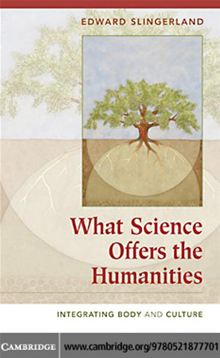 EDWARD SLINGERLAND
What Science
Offers the
Humanities
INTEGRATING BODY AND CULTURE
CAMBRIDGE
www.cambridge.org/9780521877701